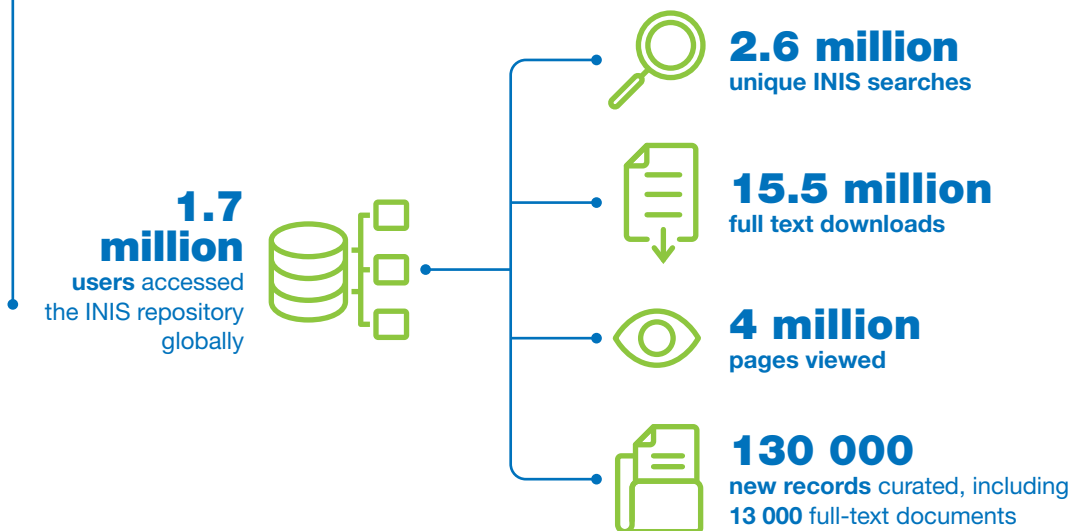 1.7
million
users accessed
the INIS repository
globally
2.6 million
unique INIS searches
15.5 million
full text downloads
4 million
pages viewed
130 000
new records curated, including
13 000 full-text documents